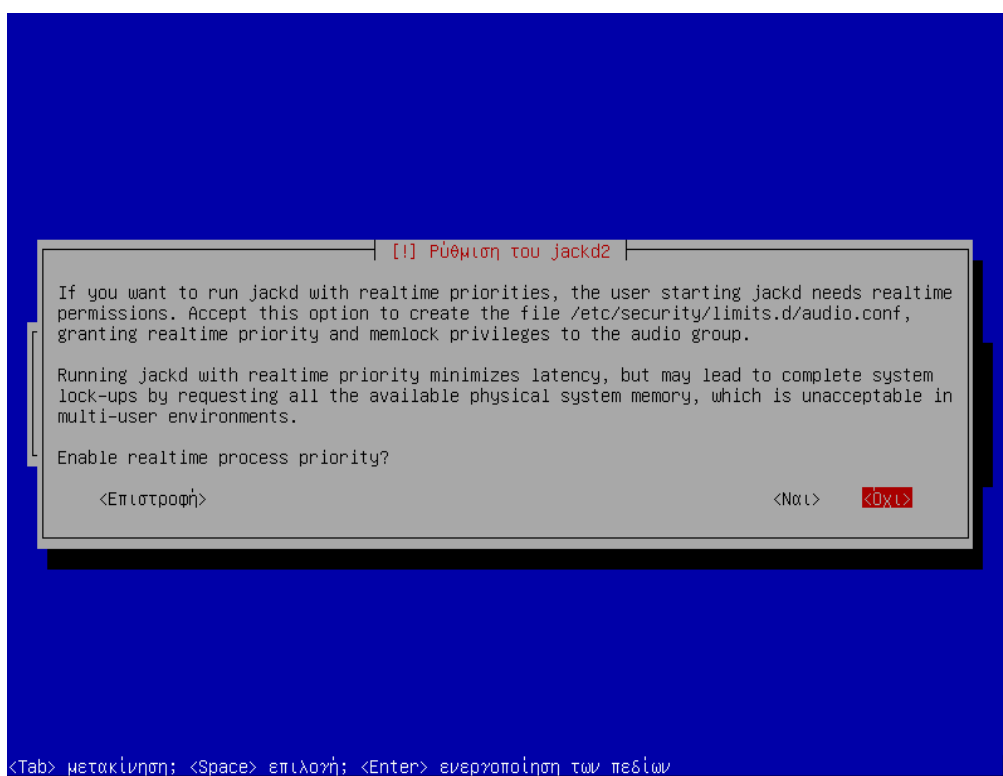 [!] Ρύθμιση του jackd2
If you want to run jackd with realtime priorities, the user starting jackd needs realtime
permissions. Accept this option to create the file /etc/security/limits.d/audio.conf,
granting realtime priority and memlock privileges to the audio group.
Running jackd with realtime priority minimizes latency, but may lead to complete system
lock-ups by requesting all the available physical system memory, which is unacceptable in
multi-user environments.
Enable realtime process priority?
<Επιστροφή> <Ναι> <Όχι>
<Tab> μετακίνηση; <Space> επιλογή; <Enter> ενεργοποίηση των πεδίων